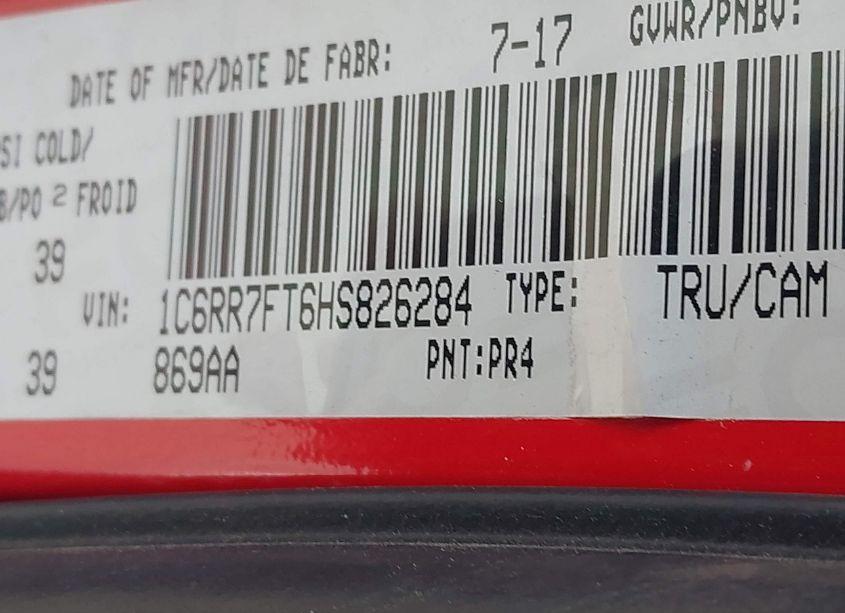 DATE OF MFR/DATE DE FABR: 7-17 GVWR/PNBV:
SI COLD/
B/PO 2 FROID
39
VIN: 1C6RR7FT6HS826284 TYPE: TRU/CAM
39 869AA PNT:PR4